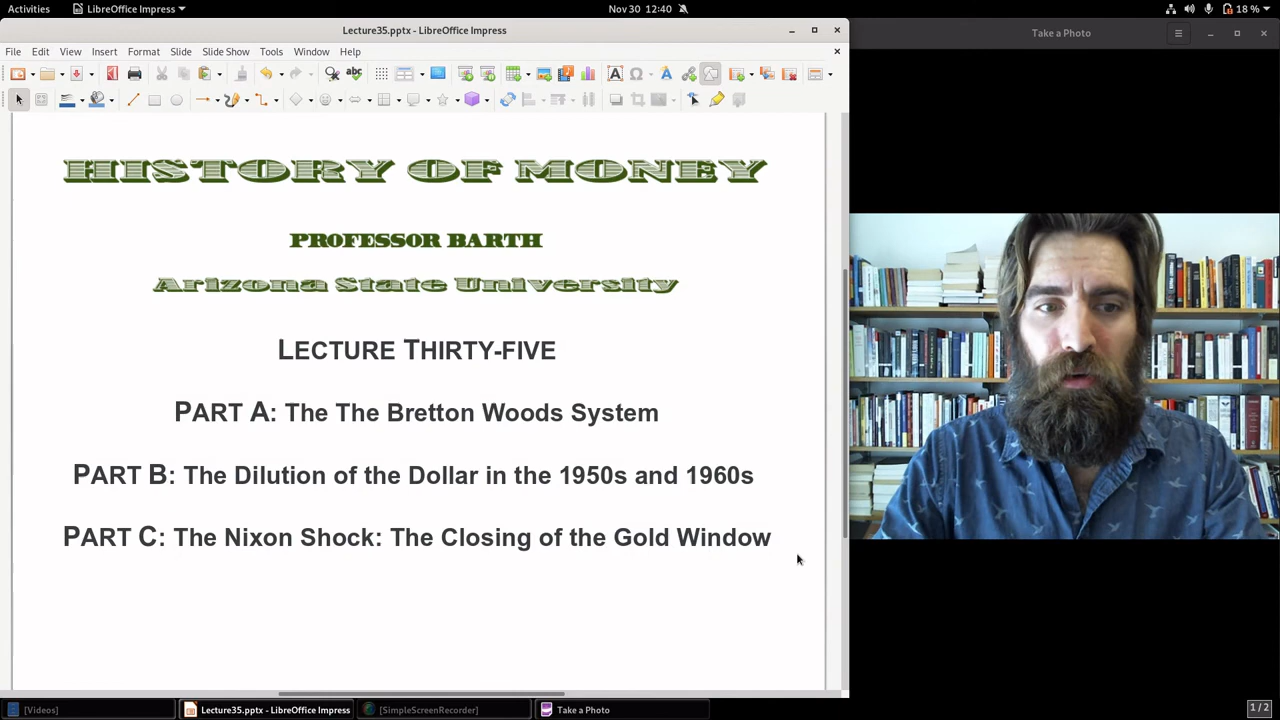 Activities
LibreOffice Impress
Nov 30 12:40
18 %
Lecture35.pptx - LibreOffice Impress
Take a Photo
File Edit View Insert Format Slide Slide Show Tools Window Help
HISTORY OF MONEY
PROFESSOR BARTH
Arizona State University
LECTURE THIRTY-FIVE
PART A: The The Bretton Woods System
PART B: The Dilution of the Dollar in the 1950s and 1960s
PART C: The Nixon Shock: The Closing of the Gold Window
[Videos]
Lecture35.pptx - LibreOffice Impress
[SimpleScreenRecorder]
Take a Photo
1/2